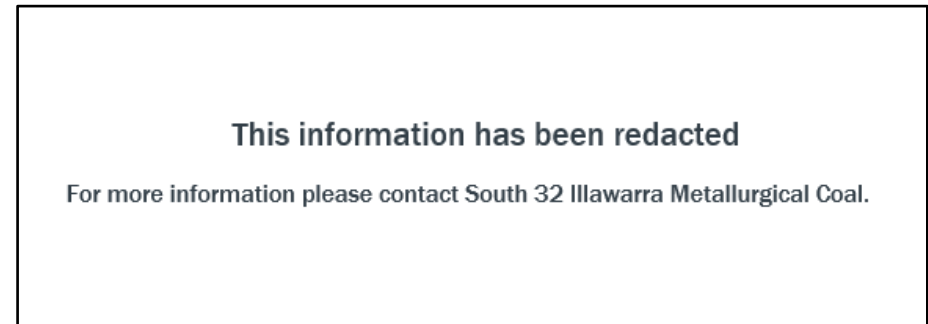 This information has been redacted
For more information please contact South 32 Illawarra Metallurgical Coal.